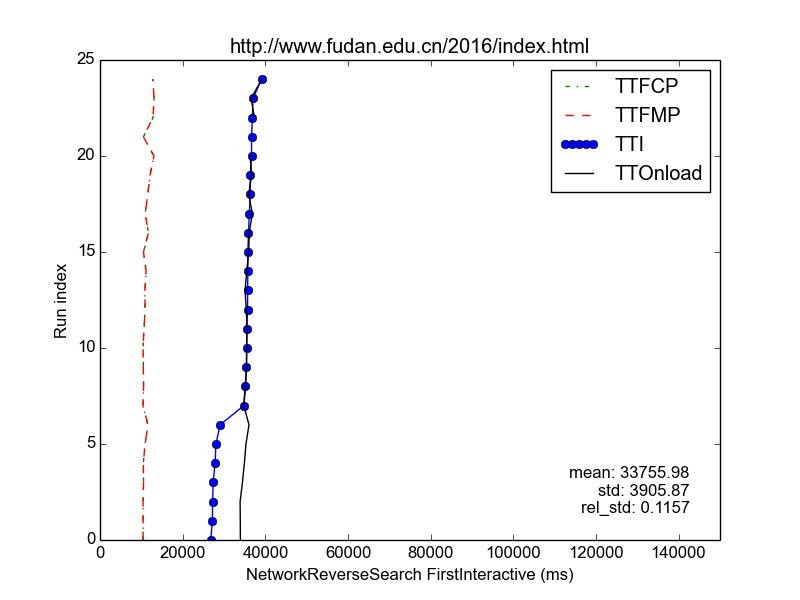 http://www.fudan.edu.cn/2016/index.html
25
20
15
10
5
0
Run index
TTFCP
TTFMP
TTI
TTOnload
mean: 33755.98
std: 3905.87
rel_std: 0.1157
0 20000 40000 60000 80000 100000 120000 140000
NetworkReverseSearch FirstInteractive (ms)